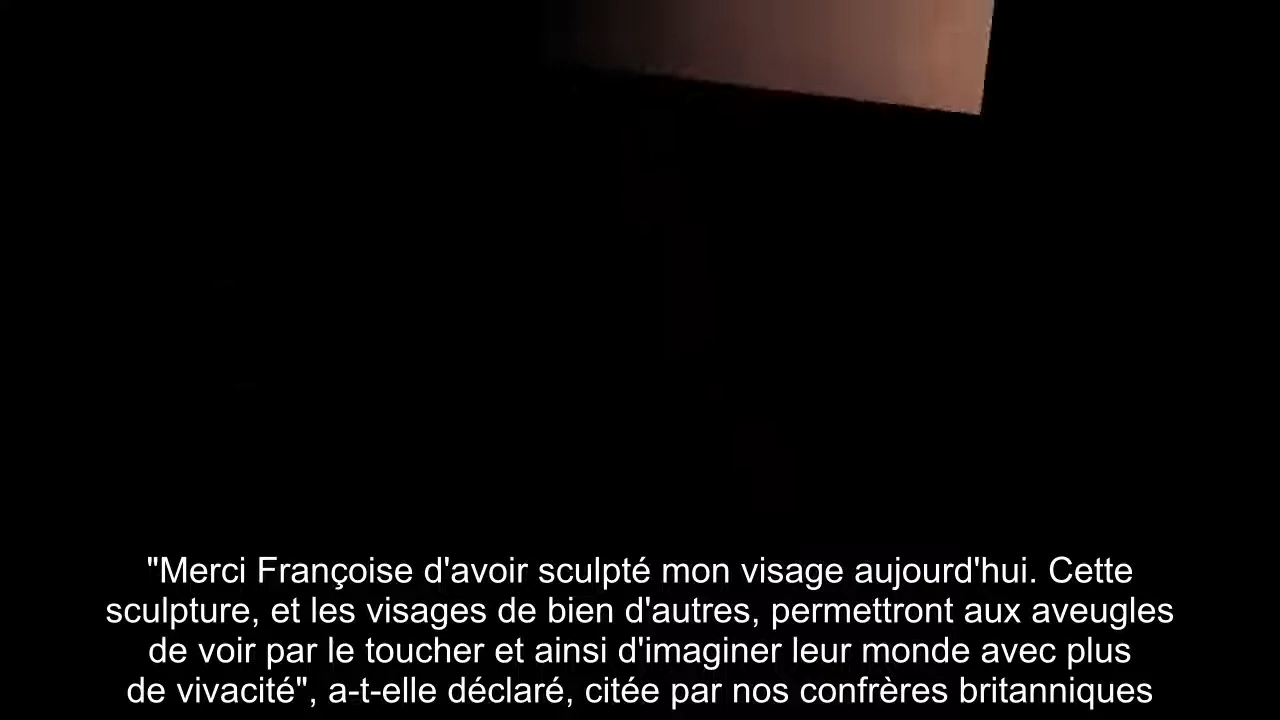 "Merci Françoise d'avoir sculpté mon visage aujourd'hui. Cette
sculpture, et les visages de bien d'autres, permettront aux aveugles
de voir par le toucher et ainsi d'imaginer leur monde avec plus
de vivacité", a-t-elle déclaré, citée par nos confrères britanniques